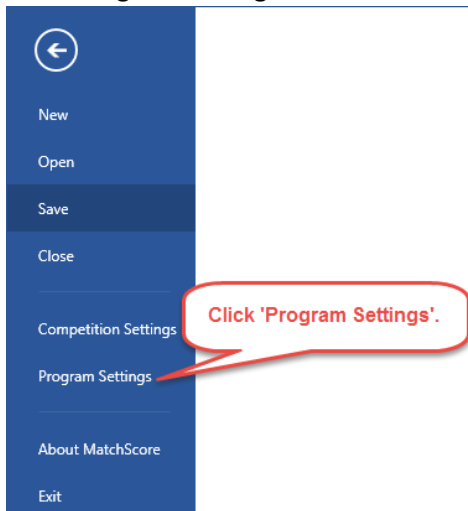 New
Open
Save
Close
Competition Settings
Click 'Program Settings'.
Program Settings
About MatchScore
Exit